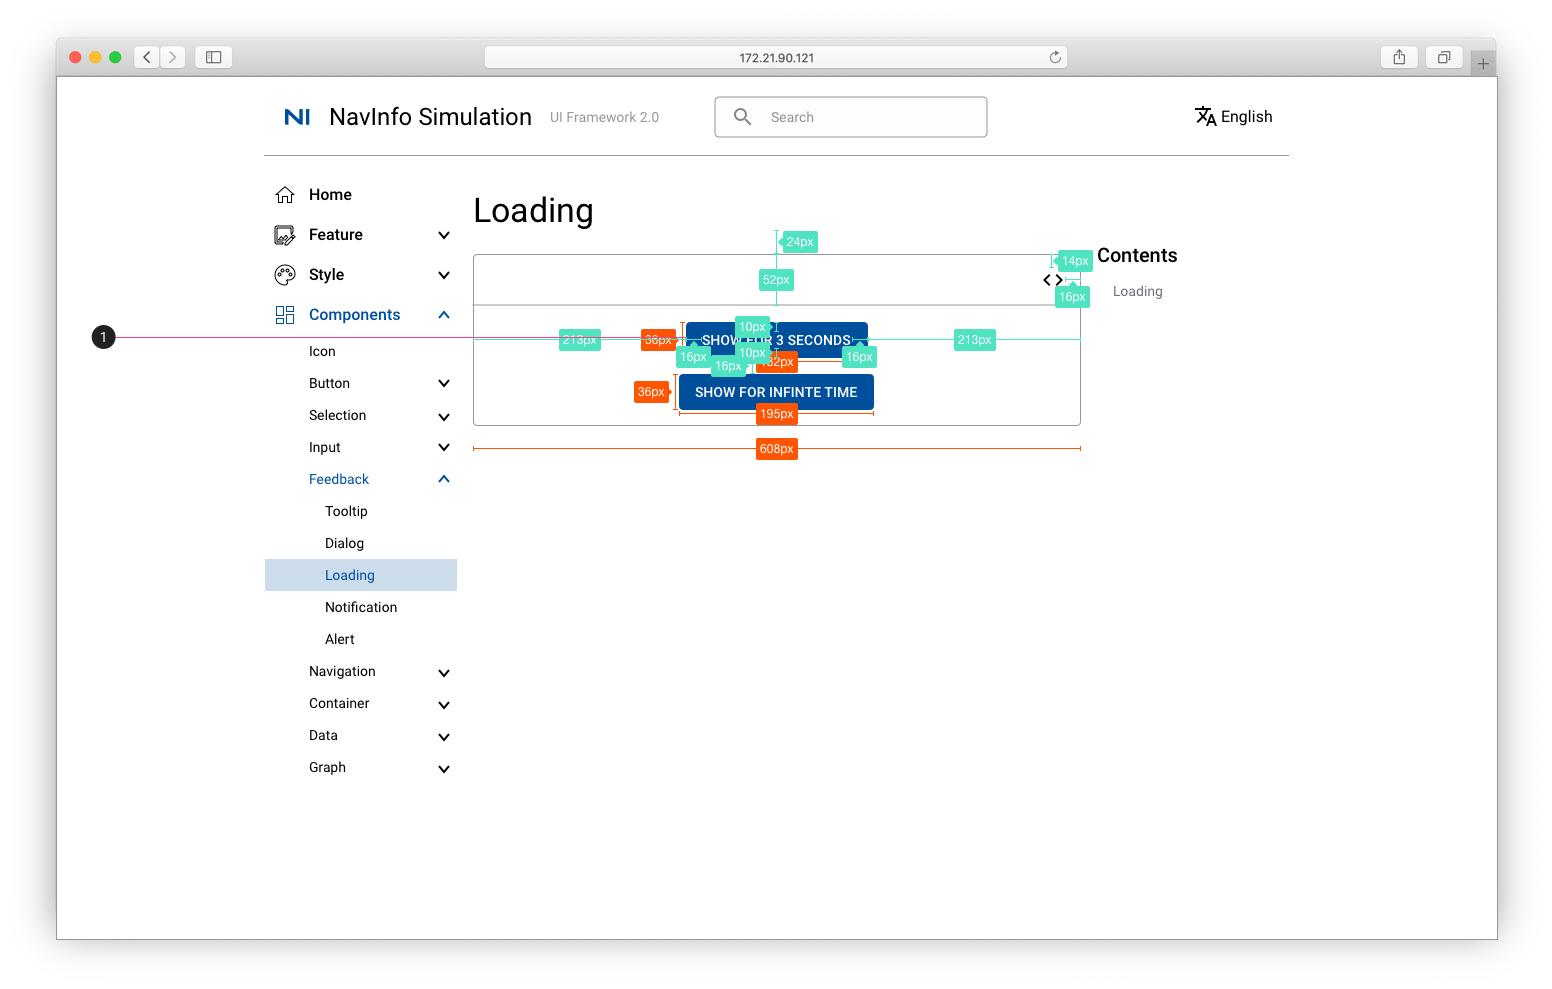 172.21.90.121
NI NavInfo Simulation UI Framework 2.0 Search English
Home
Feature
Style
Components
Icon
Button
Selection
Input
Feedback
Tooltip
Dialog
Loading
Notification
Alert
Navigation
Container
Data
Graph
Loading
24px
52px
14px
16px
1
213px 36px SHOW FOR 3 SECONDS 213px
10px
10px
16px 16px 16px
182px
36px SHOW FOR INFINTE TIME
195px
608px
Contents
Loading